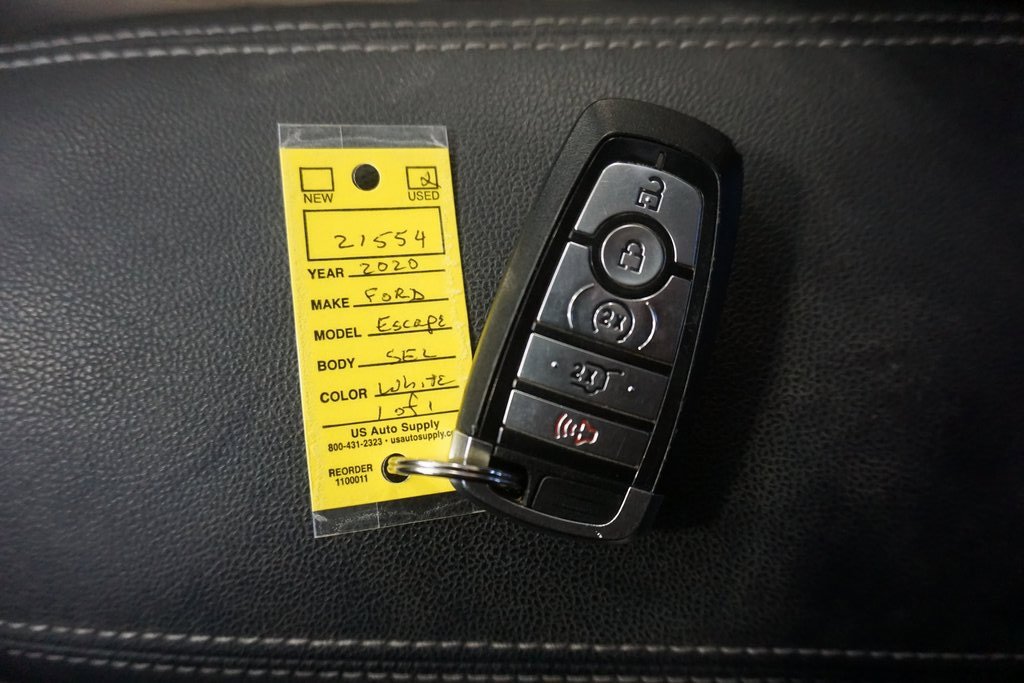 NEW USED
21554
YEAR 2020
MAKE FORD
MODEL Escape
BODY SEL
COLOR White
1 of 1
US Auto Supply
800-431-2323 • usautosupply.c
REORDER
1100011
2X
2X